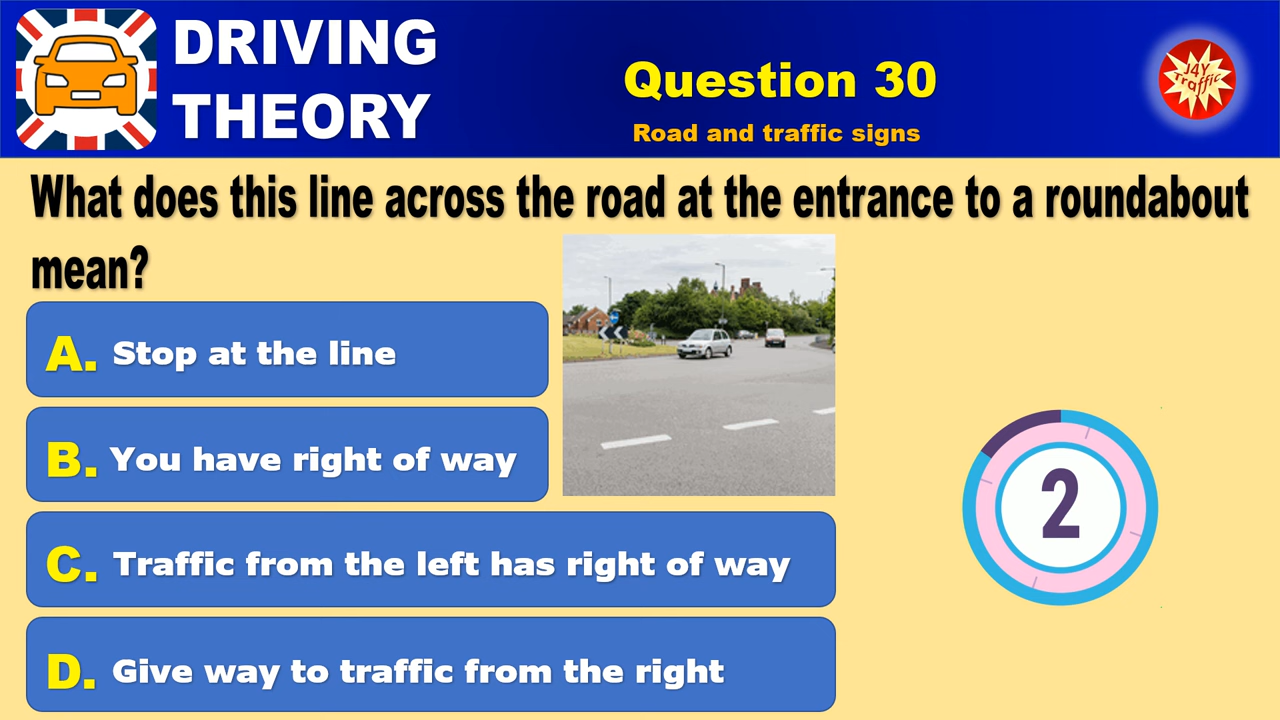 DRIVING
THEORY
Question 30
Road and traffic signs
J4Y
Traffic
What does this line across the road at the entrance to a roundabout
mean?
A. Stop at the line
B. You have right of way
C. Traffic from the left has right of way
D. Give way to traffic from the right
2